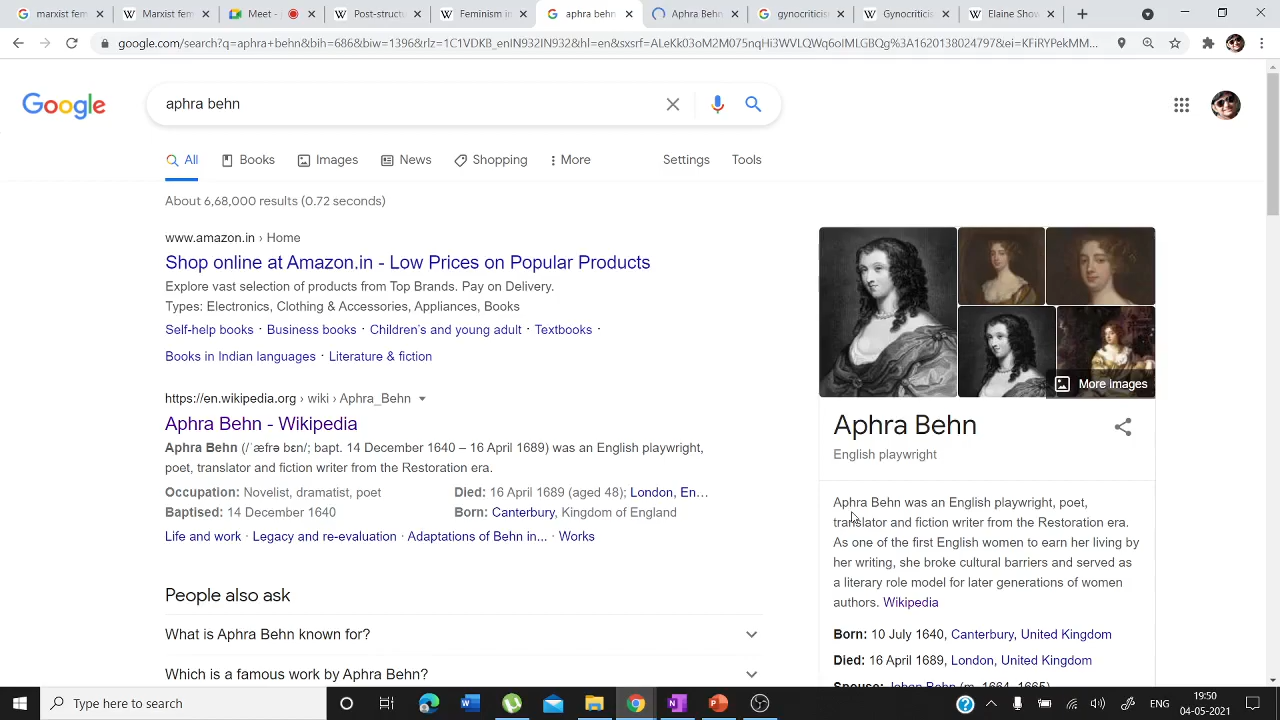 marxist fem
Wa Marxist
Meet -
Post-struct
Feminism in
aphra behn
Aphra Behn
gynocriticis
Gynocritic
Elaine Show
google.com/search?q=aphra+behn&bih=686&biw=1396&rlz=1C1VDKB_enIN932IN932&hl=en&sxsrf=ALeKk03oM2M075nqHi3WVLQWq6oIMLGBQg%3A1620138024797&ei=KFiRYPekMM...
Google
aphra behn
All
Books
Images
News
Shopping
More
Settings
Tools
About 6,68,000 results (0.72 seconds)
www.amazon.in › Home
Shop online at Amazon.in - Low Prices on Popular Products
Explore vast selection of products from Top Brands. Pay on Delivery.
Types: Electronics, Clothing & Accessories, Appliances, Books
Self-help books · Business books · Children's and young adult · Textbooks ·
Books in Indian languages · Literature & fiction
https://en.wikipedia.org › wiki › Aphra_Behn
Aphra Behn - Wikipedia
Aphra Behn (/ˈæfrə bɛn/; bapt. 14 December 1640 – 16 April 1689) was an English playwright,
poet, translator and fiction writer from the Restoration era.
Occupation: Novelist, dramatist, poet
Died: 16 April 1689 (aged 48); London, En…
Baptised: 14 December 1640
Born: Canterbury, Kingdom of England
Life and work · Legacy and re-evaluation · Adaptations of Behn in... · Works
People also ask
What is Aphra Behn known for?
Which is a famous work by Aphra Behn?
More images
Aphra Behn
English playwright
Aphra Behn was an English playwright, poet,
translator and fiction writer from the Restoration era.
As one of the first English women to earn her living by
her writing, she broke cultural barriers and served as
a literary role model for later generations of women
authors. Wikipedia
Born: 10 July 1640, Canterbury, United Kingdom
Died: 16 April 1689, London, United Kingdom
Spouse: Johan Behn (m. 1664–1665)
Type here to search
ENG
19:50
04-05-2021